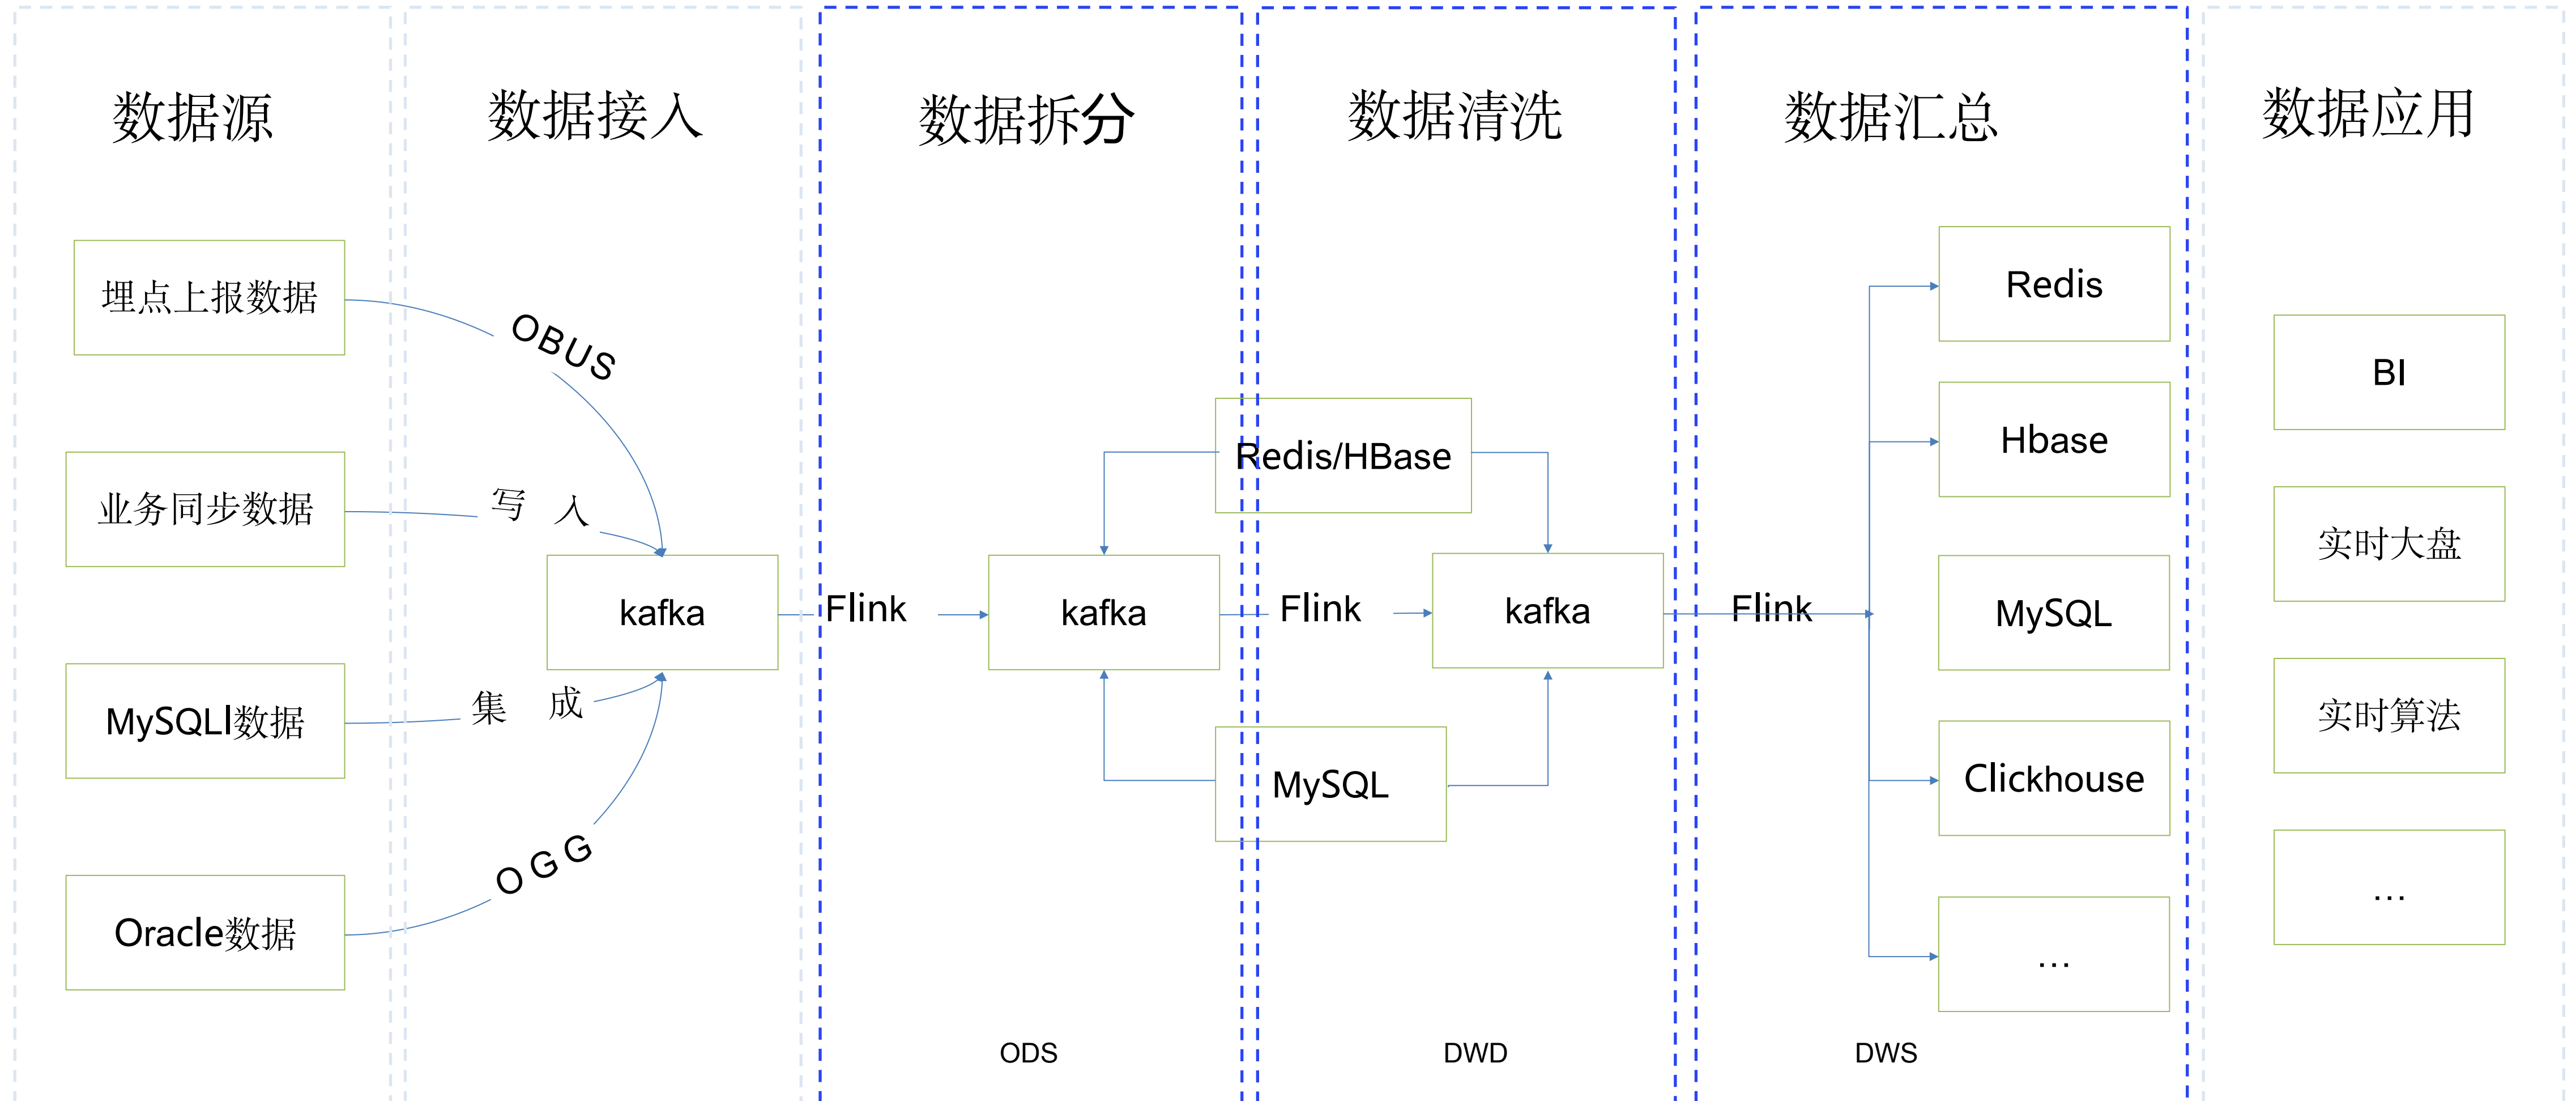 数据源
数据接入
数据拆分
数据清洗
数据汇总
数据应用
埋点上报数据
业务同步数据
MySQLl数据
Oracle数据
OBUS
写 入
集 成
OGG
kafka
Flink
kafka
Redis/HBase
MySQL
Flink
kafka
Flink
Redis
Hbase
MySQL
Clickhouse
...
BI
实时大盘
实时算法
...
ODS
DWD
DWS